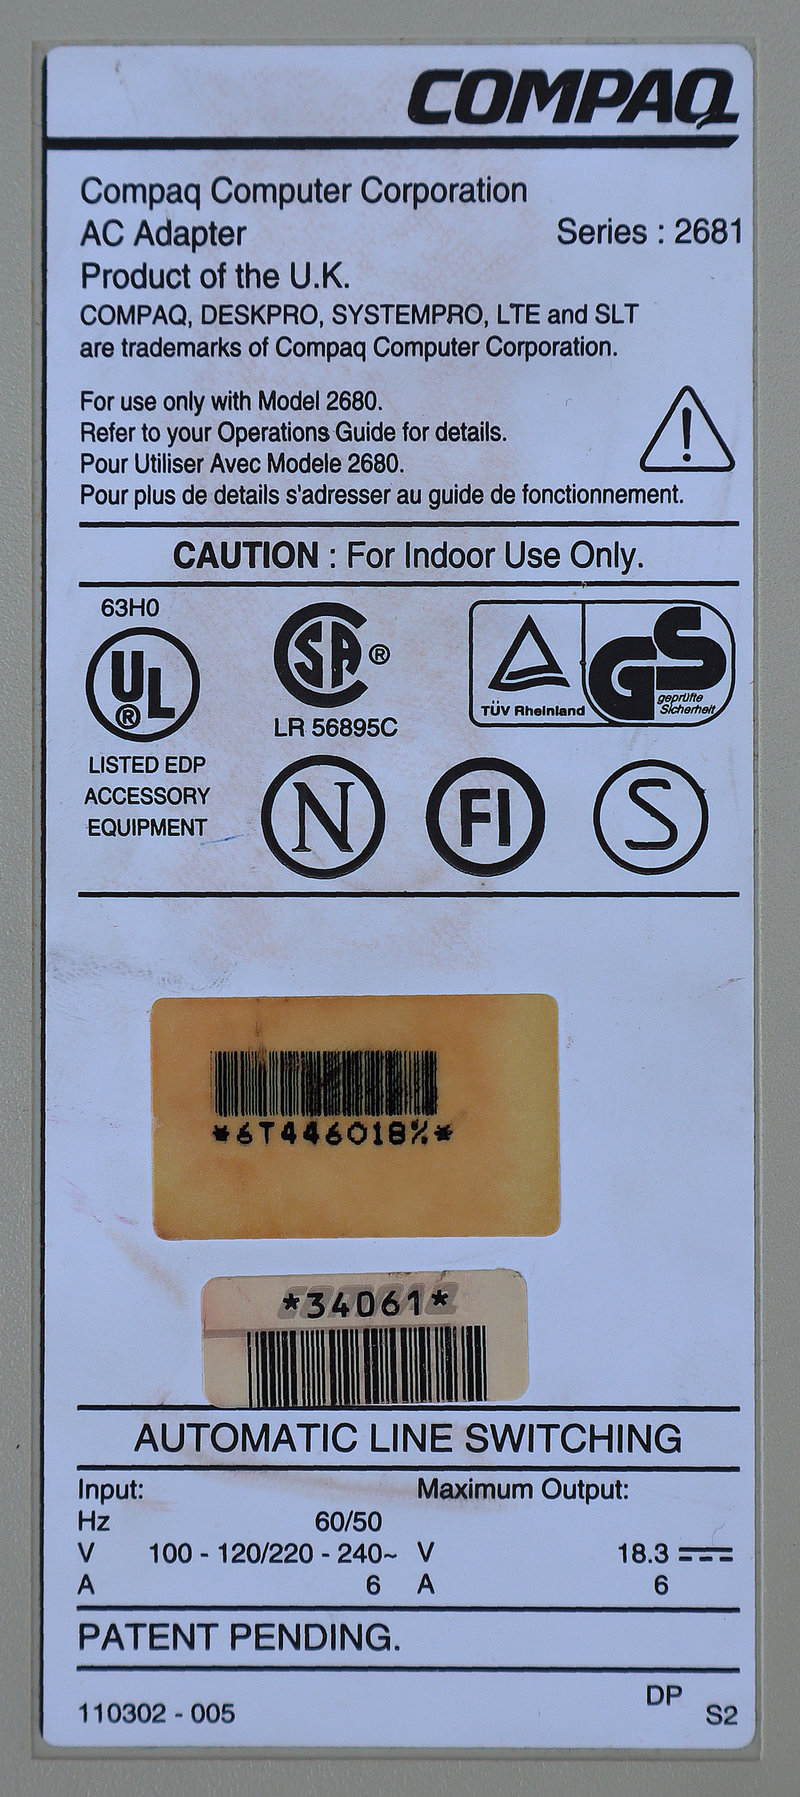 COMPAQ
Compaq Computer Corporation
AC Adapter Series : 2681
Product of the U.K.
COMPAQ, DESKPRO, SYSTEMPRO, LTE and SLT
are trademarks of Compaq Computer Corporation.
For use only with Model 2680.
Refer to your Operations Guide for details.
Pour Utiliser Avec Modele 2680.
Pour plus de details s'adresser au guide de fonctionnement.
!
CAUTION : For Indoor Use Only.
63H0
UL ®
LISTED EDP
ACCESSORY
EQUIPMENT
SA ®
LR 56895C
TÜV Rheinland
GS
geprüfte
Sicherheit
N FI S
*6T446018%*
COMPAQ
*34061*
AUTOMATIC LINE SWITCHING
Input: Maximum Output:
Hz 60/50
V 100 - 120/220 - 240~ V 18.3
A 6 A 6
PATENT PENDING.
110302 - 005 DP S2